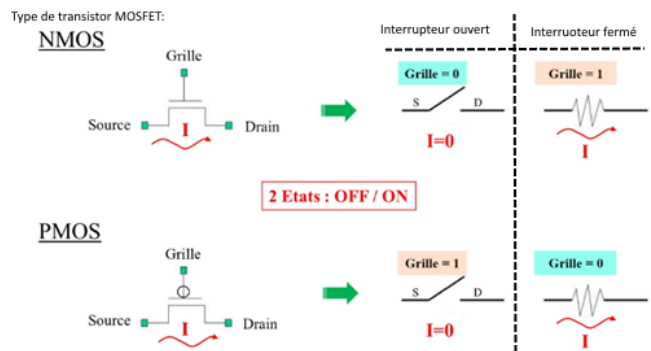 Type de transistor MOSFET:
NMOS
Interrupteur ouvert
Interruoteur fermé
Grille
Grille = 0
Grille = 1
Source
I
Drain
S
D
I=0
I
2 Etats : OFF / ON
PMOS
Grille
Grille = 1
Grille = 0
Source
I
Drain
S
D
I=0
I